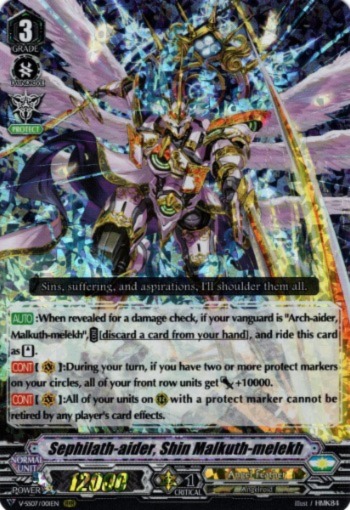 3
GRADE
PROTECT
Sins, suffering, and aspirations, I'll shoulder them all.
AUTO :When revealed for a damage check, if your vanguard is "Arch-aider,
Malkuth-melekh", [discard a card from your hand], and ride this card
as [ ].
CONT :During your turn, if you have two or more protect markers
on your circles, all of your front row units get +10000.
CONT :All of your units on with a protect marker cannot be
retired by any player's card effects.
Sephilath-aider, Shin Malkuth-melekh
NORMAL
UNIT
POWER
12000
1
CRITICAL
V-SS07/001EN
illust / HMK84